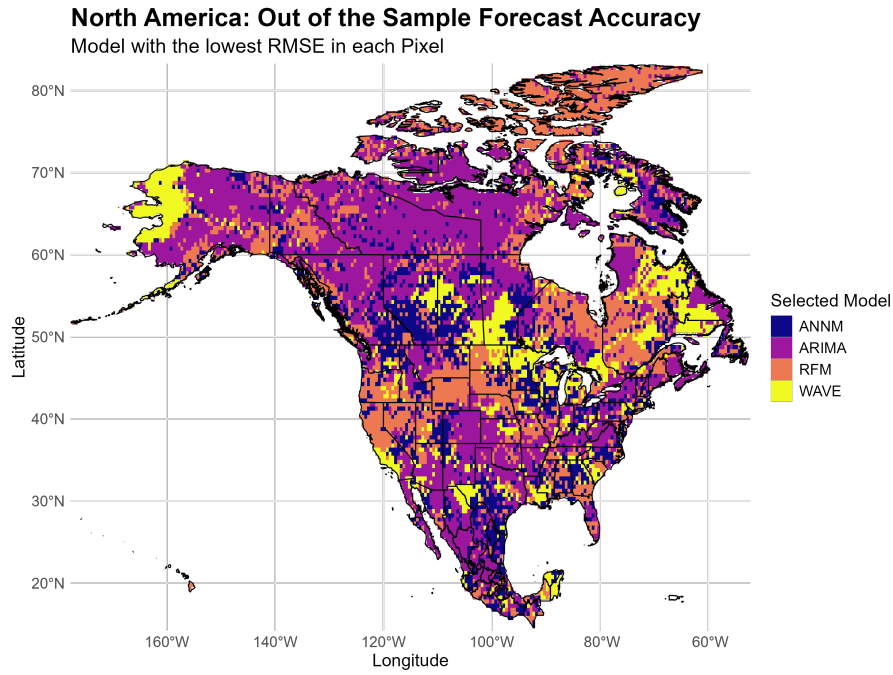 North America: Out of the Sample Forecast Accuracy
Model with the lowest RMSE in each Pixel
80°N
70°N
60°N
50°N
40°N
30°N
20°N
Latitude
160°W 140°W 120°W 100°W 80°W 60°W
Longitude
Selected Model
ANNM
ARIMA
RFM
WAVE